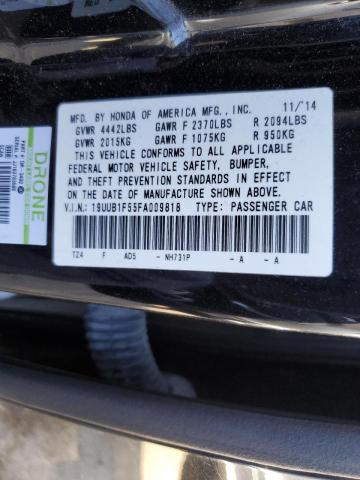 MFD. BY HONDA OF AMERICA MFG., INC. 11/14
GVWR 4442LBS GAWR F 2370LBS R 2094LBS
GVWR 2015KG GAWR F 1075KG R 950KG
THIS VEHICLE CONFORMS TO ALL APPLICABLE
FEDERAL MOTOR VEHICLE SAFETY, BUMPER,
AND THEFT PREVENTION STANDARDS IN EFFECT
ON THE DATE OF MANUFACTURE SHOWN ABOVE.
V.I.N.: 19UUB1F55FA009818 TYPE: PASSENGER CAR
TZ4 F AD5 - NH731P - A - A
DRONE